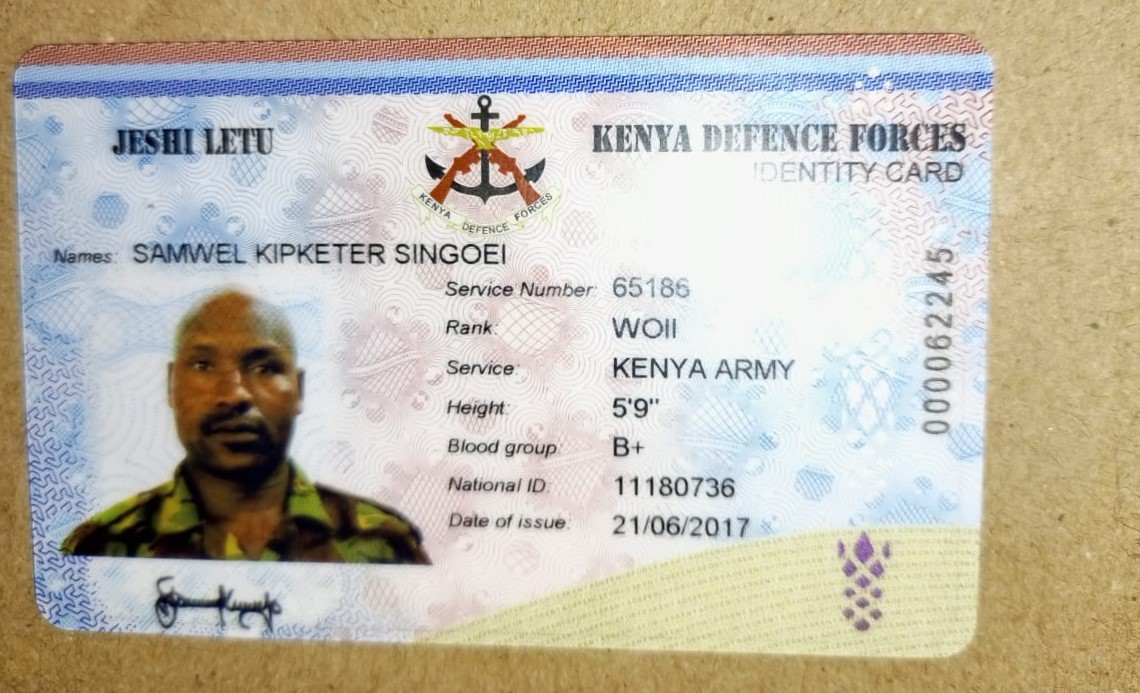 JESHI LETU
KENYA DEFENCE FORCES
IDENTITY CARD
KENYA DEFENCE FORCES
Names: SAMWEL KIPKETER SINGOEI
Service Number: 65186
Rank: WOII
Service: KENYA ARMY
Height: 5'9"
Blood group: B+
National ID: 11180736
Date of issue: 21/06/2017
000062245